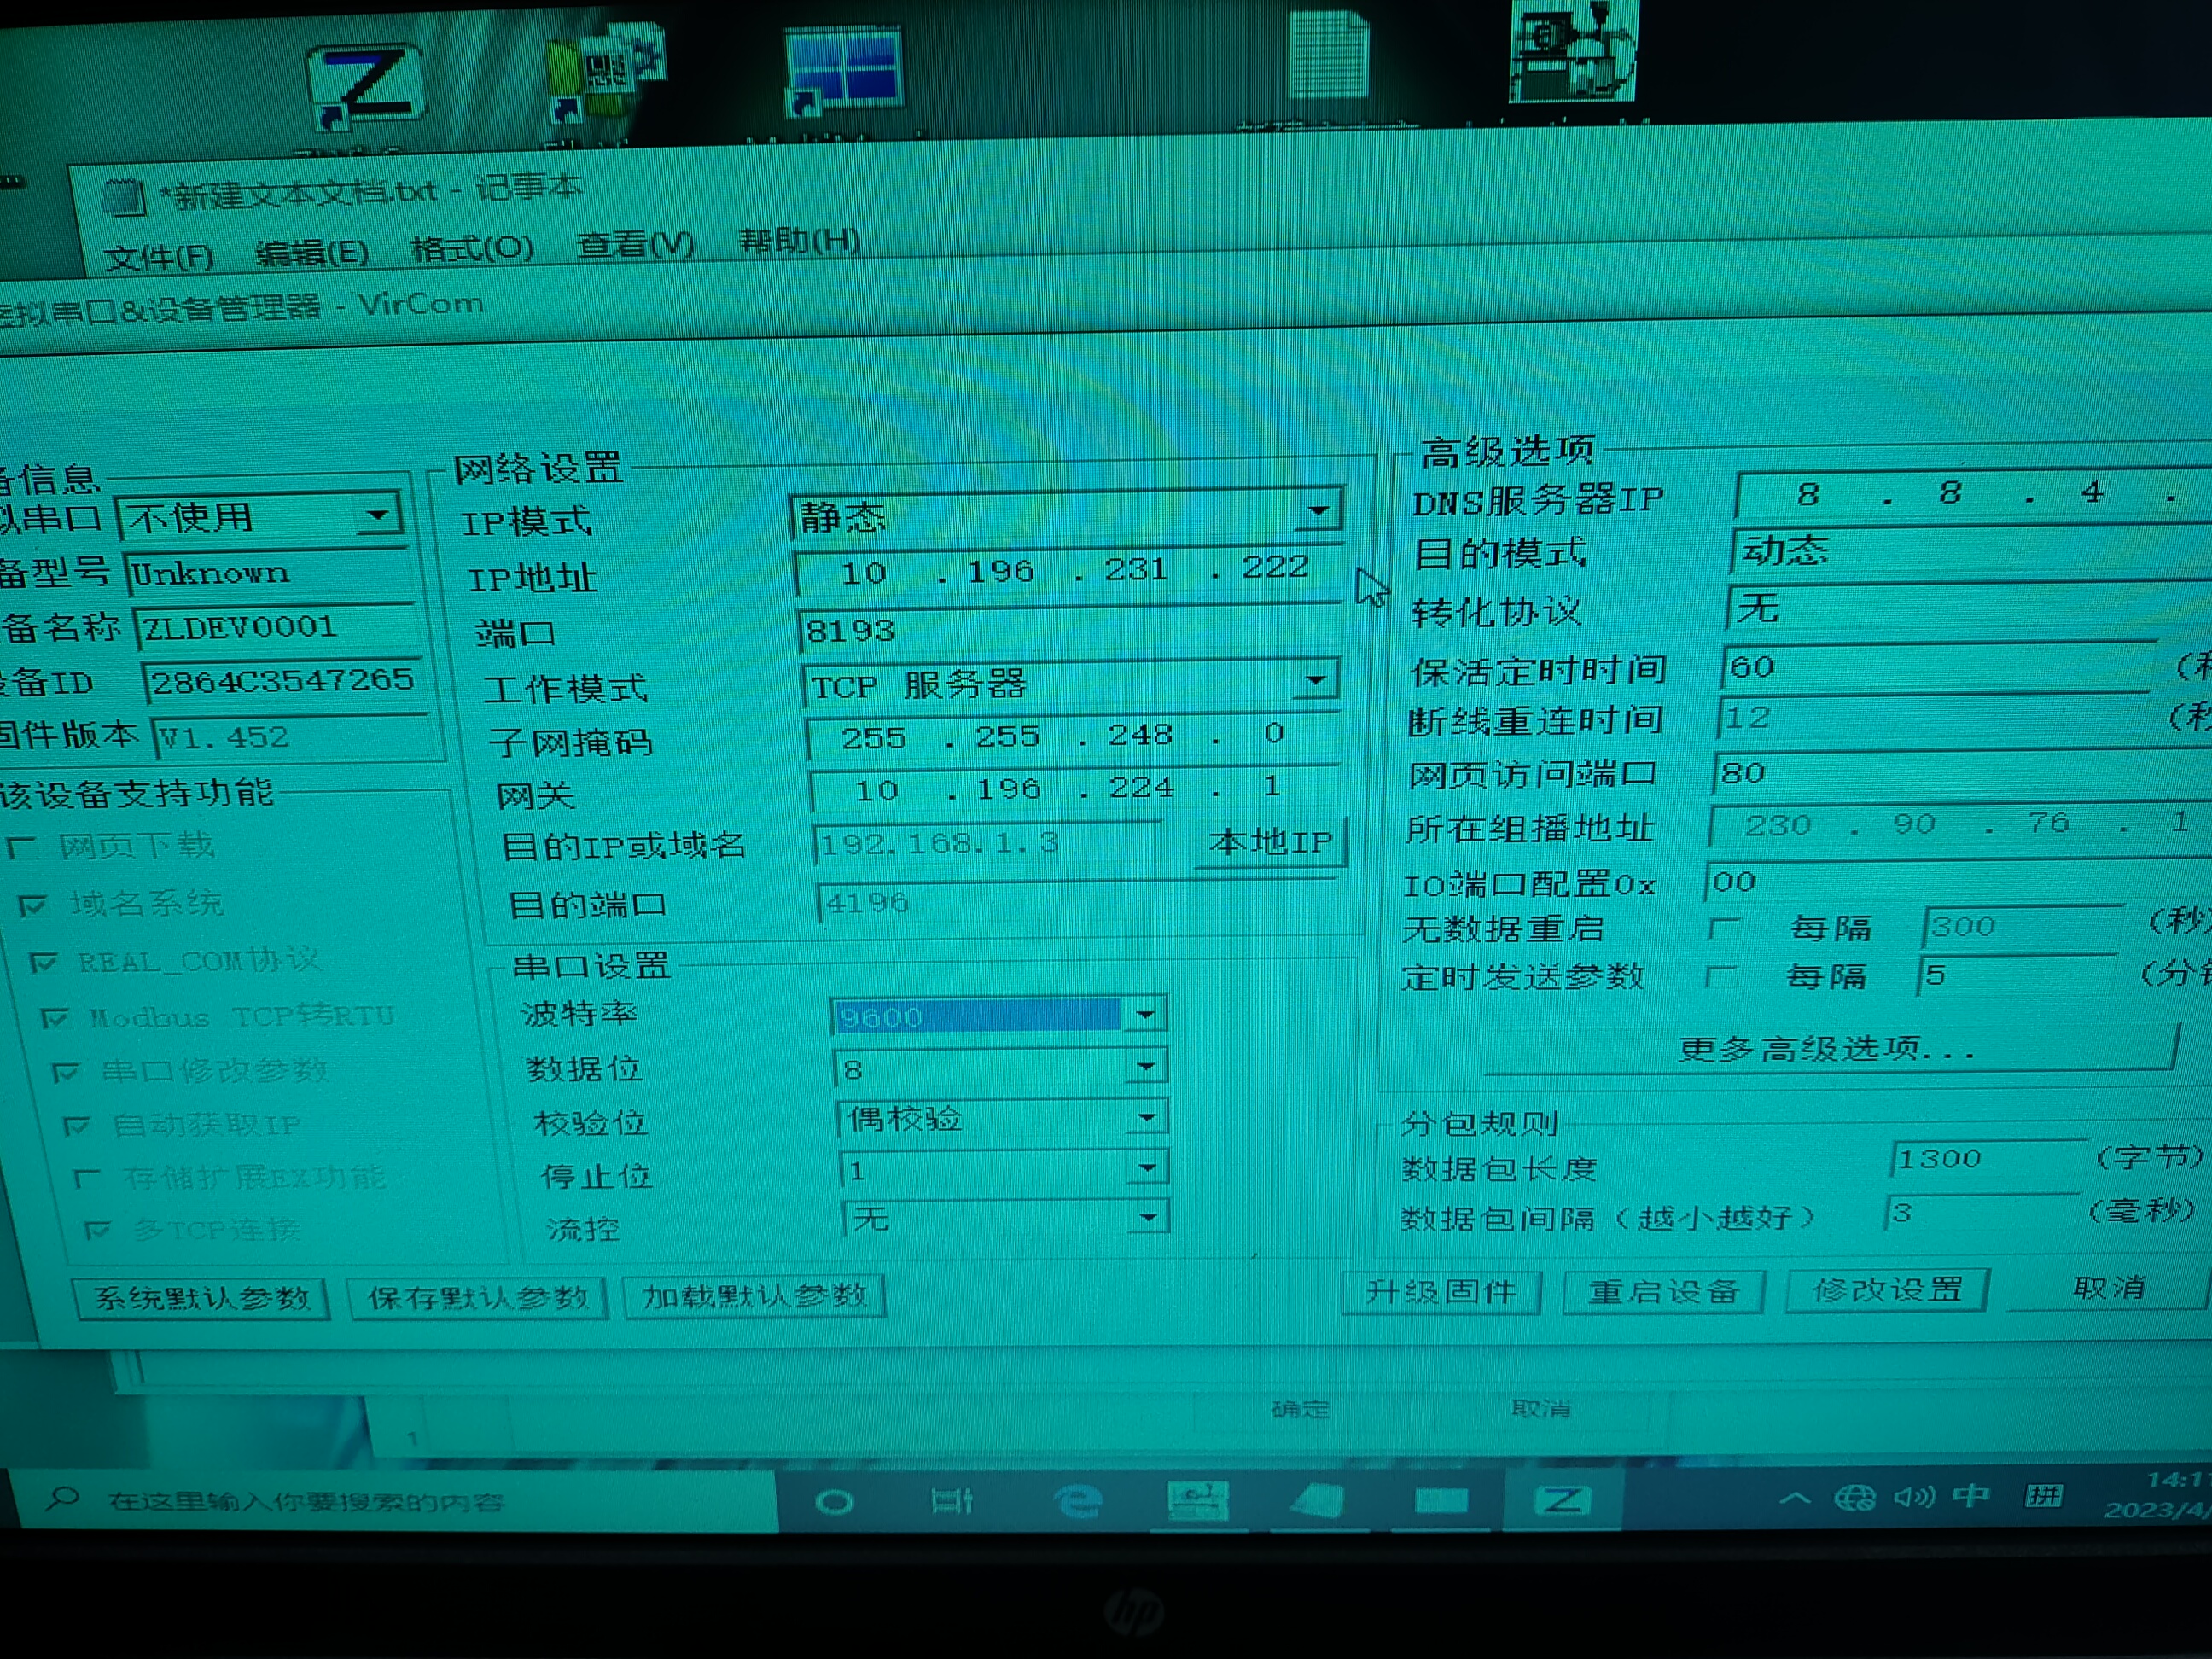 *新建文本文档.txt - 记事本
文件(F) 编辑(E) 格式(O) 查看(V) 帮助(H)
拟串口&设备管理器 - VirCom
备信息
拟串口 不使用
备型号 Unknown
备名称 ZLDEV0001
设备ID 2864C3547265
固件版本 V1.452
该设备支持功能
网页下载
域名系统
REAL_COM协议
Modbus TCP转RTU
串口修改参数
自动获取IP
存储扩展EX功能
多TCP连接
网络设置
IP模式 静态
IP地址 10 . 196 . 231 . 222
端口 8193
工作模式 TCP 服务器
子网掩码 255 . 255 . 248 . 0
网关 10 . 196 . 224 . 1
目的IP或域名 192.168.1.3 本地IP
目的端口 4196
串口设置
波特率 9600
数据位 8
校验位 偶校验
停止位 1
流控 无
高级选项
DNS服务器IP 8 . 8 . 4 .
目的模式 动态
转化协议 无
保活定时时间 60 (秒
断线重连时间 12 (秒
网页访问端口 80
所在组播地址 230 . 90 . 76 . 1
IO端口配置0x 00
无数据重启 每隔 300 (秒)
定时发送参数 每隔 5 (分钟
更多高级选项...
分包规则
数据包长度 1300 (字节)
数据包间隔（越小越好） 3 (毫秒)
系统默认参数 保存默认参数 加载默认参数 升级固件 重启设备 修改设置 取消
确定 取消
1
在这里输入你要搜索的内容
中 拼
14:1
2023/4/
hp